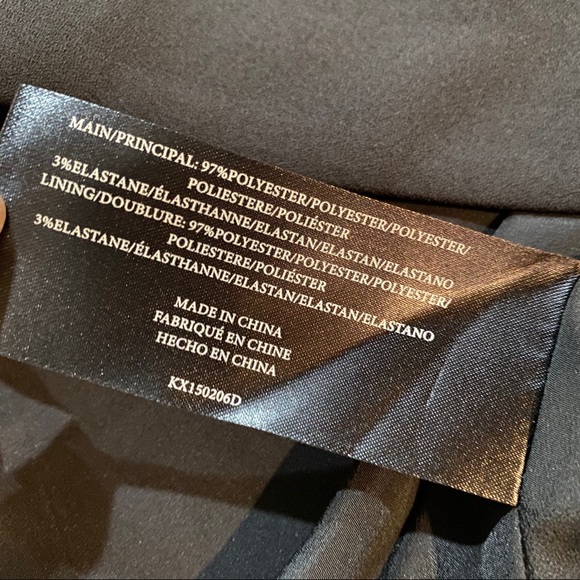 MAIN/PRINCIPAL: 97%POLYESTER/POLYESTER/POLYESTER/
POLIESTERE/POLIÉSTER
3%ELASTANE/ÉLASTHANNE/ELASTAN/ELASTAN/ELASTANO
LINING/DOUBLURE: 97%POLYESTER/POLYESTER/POLYESTER/
POLIESTERE/POLIÉSTER
3%ELASTANE/ÉLASTHANNE/ELASTAN/ELASTAN/ELASTANO
MADE IN CHINA
FABRIQUÉ EN CHINE
HECHO EN CHINA
KX150206D